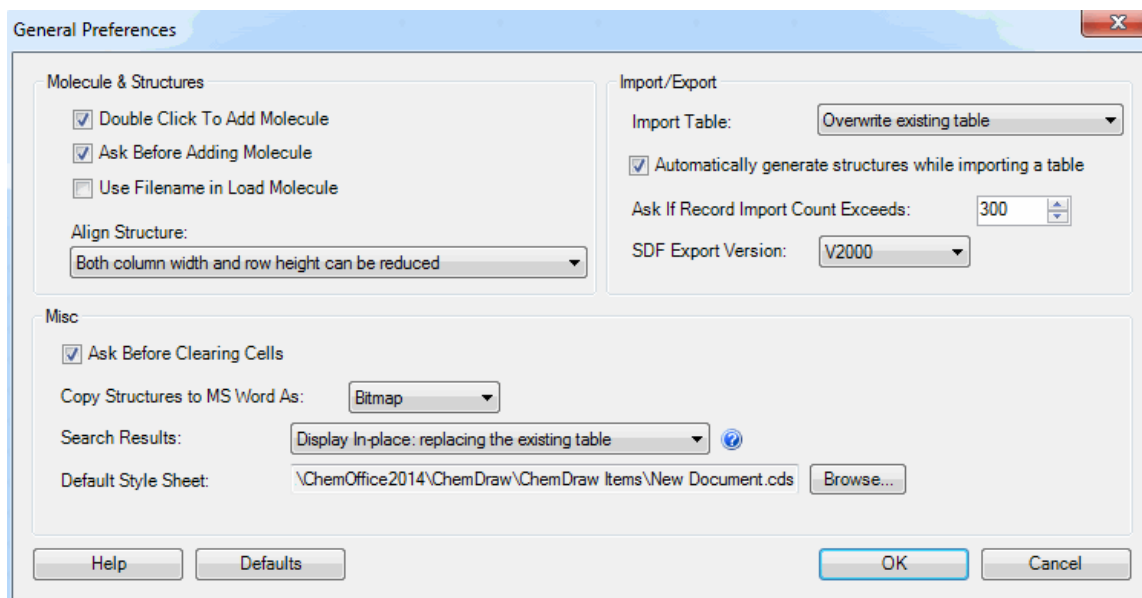 General Preferences
Molecule & Structures
Double Click To Add Molecule
Ask Before Adding Molecule
Use Filename in Load Molecule
Align Structure:
Both column width and row height can be reduced
Import/Export
Import Table: Overwrite existing table
Automatically generate structures while importing a table
Ask If Record Import Count Exceeds: 300
SDF Export Version: V2000
Misc
Ask Before Clearing Cells
Copy Structures to MS Word As: Bitmap
Search Results: Display In-place: replacing the existing table ?
Default Style Sheet: \ChemOffice2014\ChemDraw\ChemDraw Items\New Document.cds Browse...
Help Defaults OK Cancel